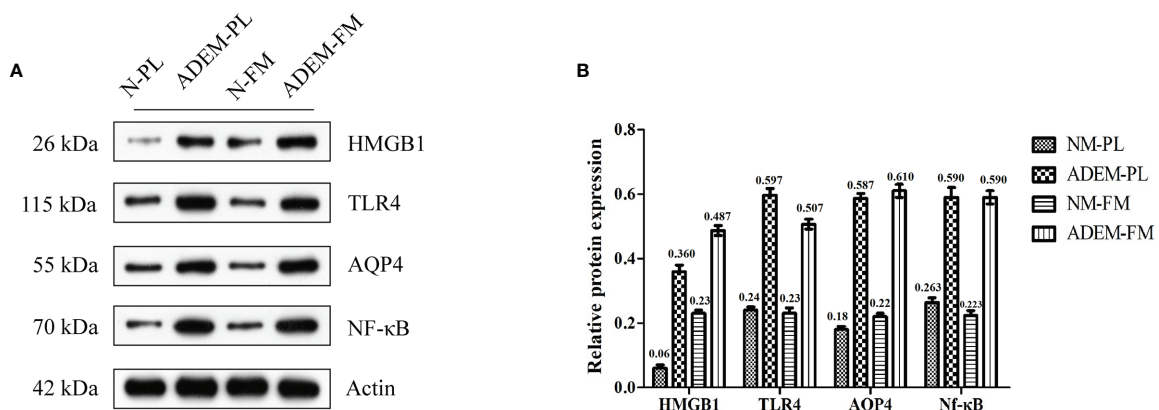 A
N-PL
ADEM-PL
N-FM
ADEM-FM
26 kDa
HMGB1
115 kDa
TLR4
55 kDa
AQP4
70 kDa
NF-κB
42 kDa
Actin
B
Relative protein expression
0.8
0.6
0.4
0.2
0.0
0.06
0.360
0.23
0.487
0.24
0.597
0.23
0.507
0.18
0.587
0.22
0.610
0.263
0.590
0.223
0.590
HMGB1
TLR4
AQP4
Nf-κB
NM-PL
ADEM-PL
NM-FM
ADEM-FM